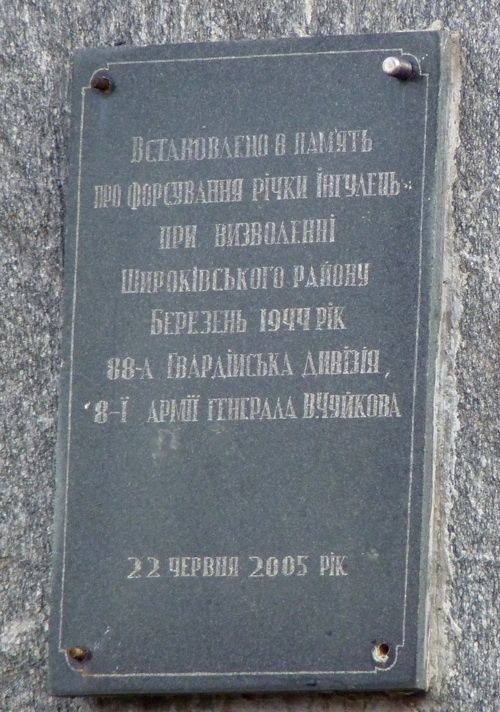 Встановлено в пам'ять
про форсування річки Інгулець
при визволенні
Широківського району
Березень 1944 рік
88-а Гвардійська дивізія
8-ї армії генерала В.Чуйкова
22 червня 2005 рік